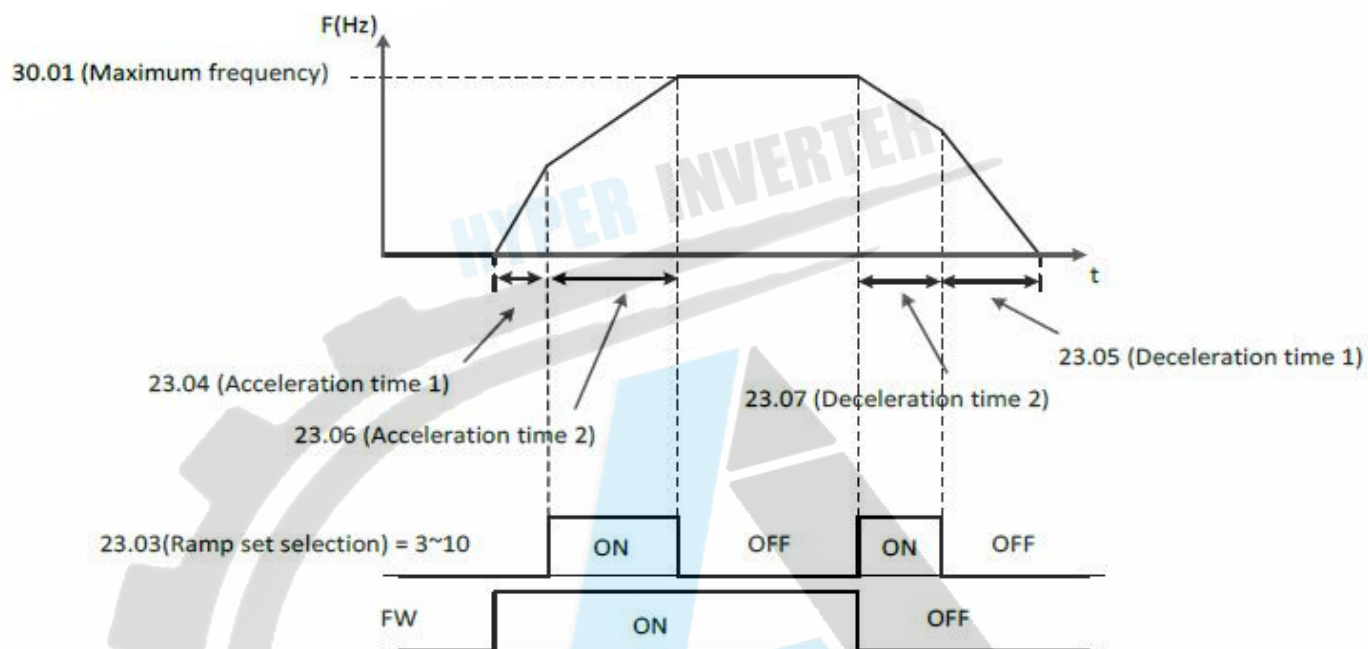 F(Hz)
30.01 (Maximum frequency)
HYPER INVERTER
t
23.04 (Acceleration time 1)
23.05 (Deceleration time 1)
23.07 (Deceleration time 2)
23.06 (Acceleration time 2)
23.03(Ramp set selection) = 3~10
ON OFF ON OFF
FW ON OFF